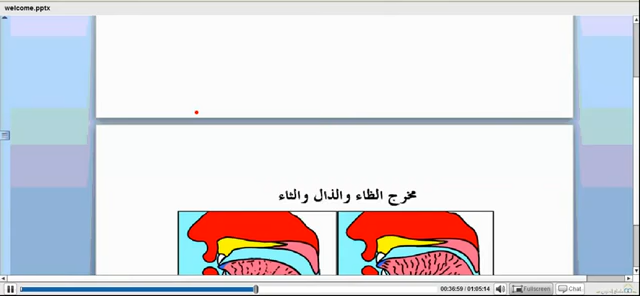 welcome.pptx
مخرج الظاء والذال والثاء
00:36:59 / 01:05:14
Fullscreen
Chat